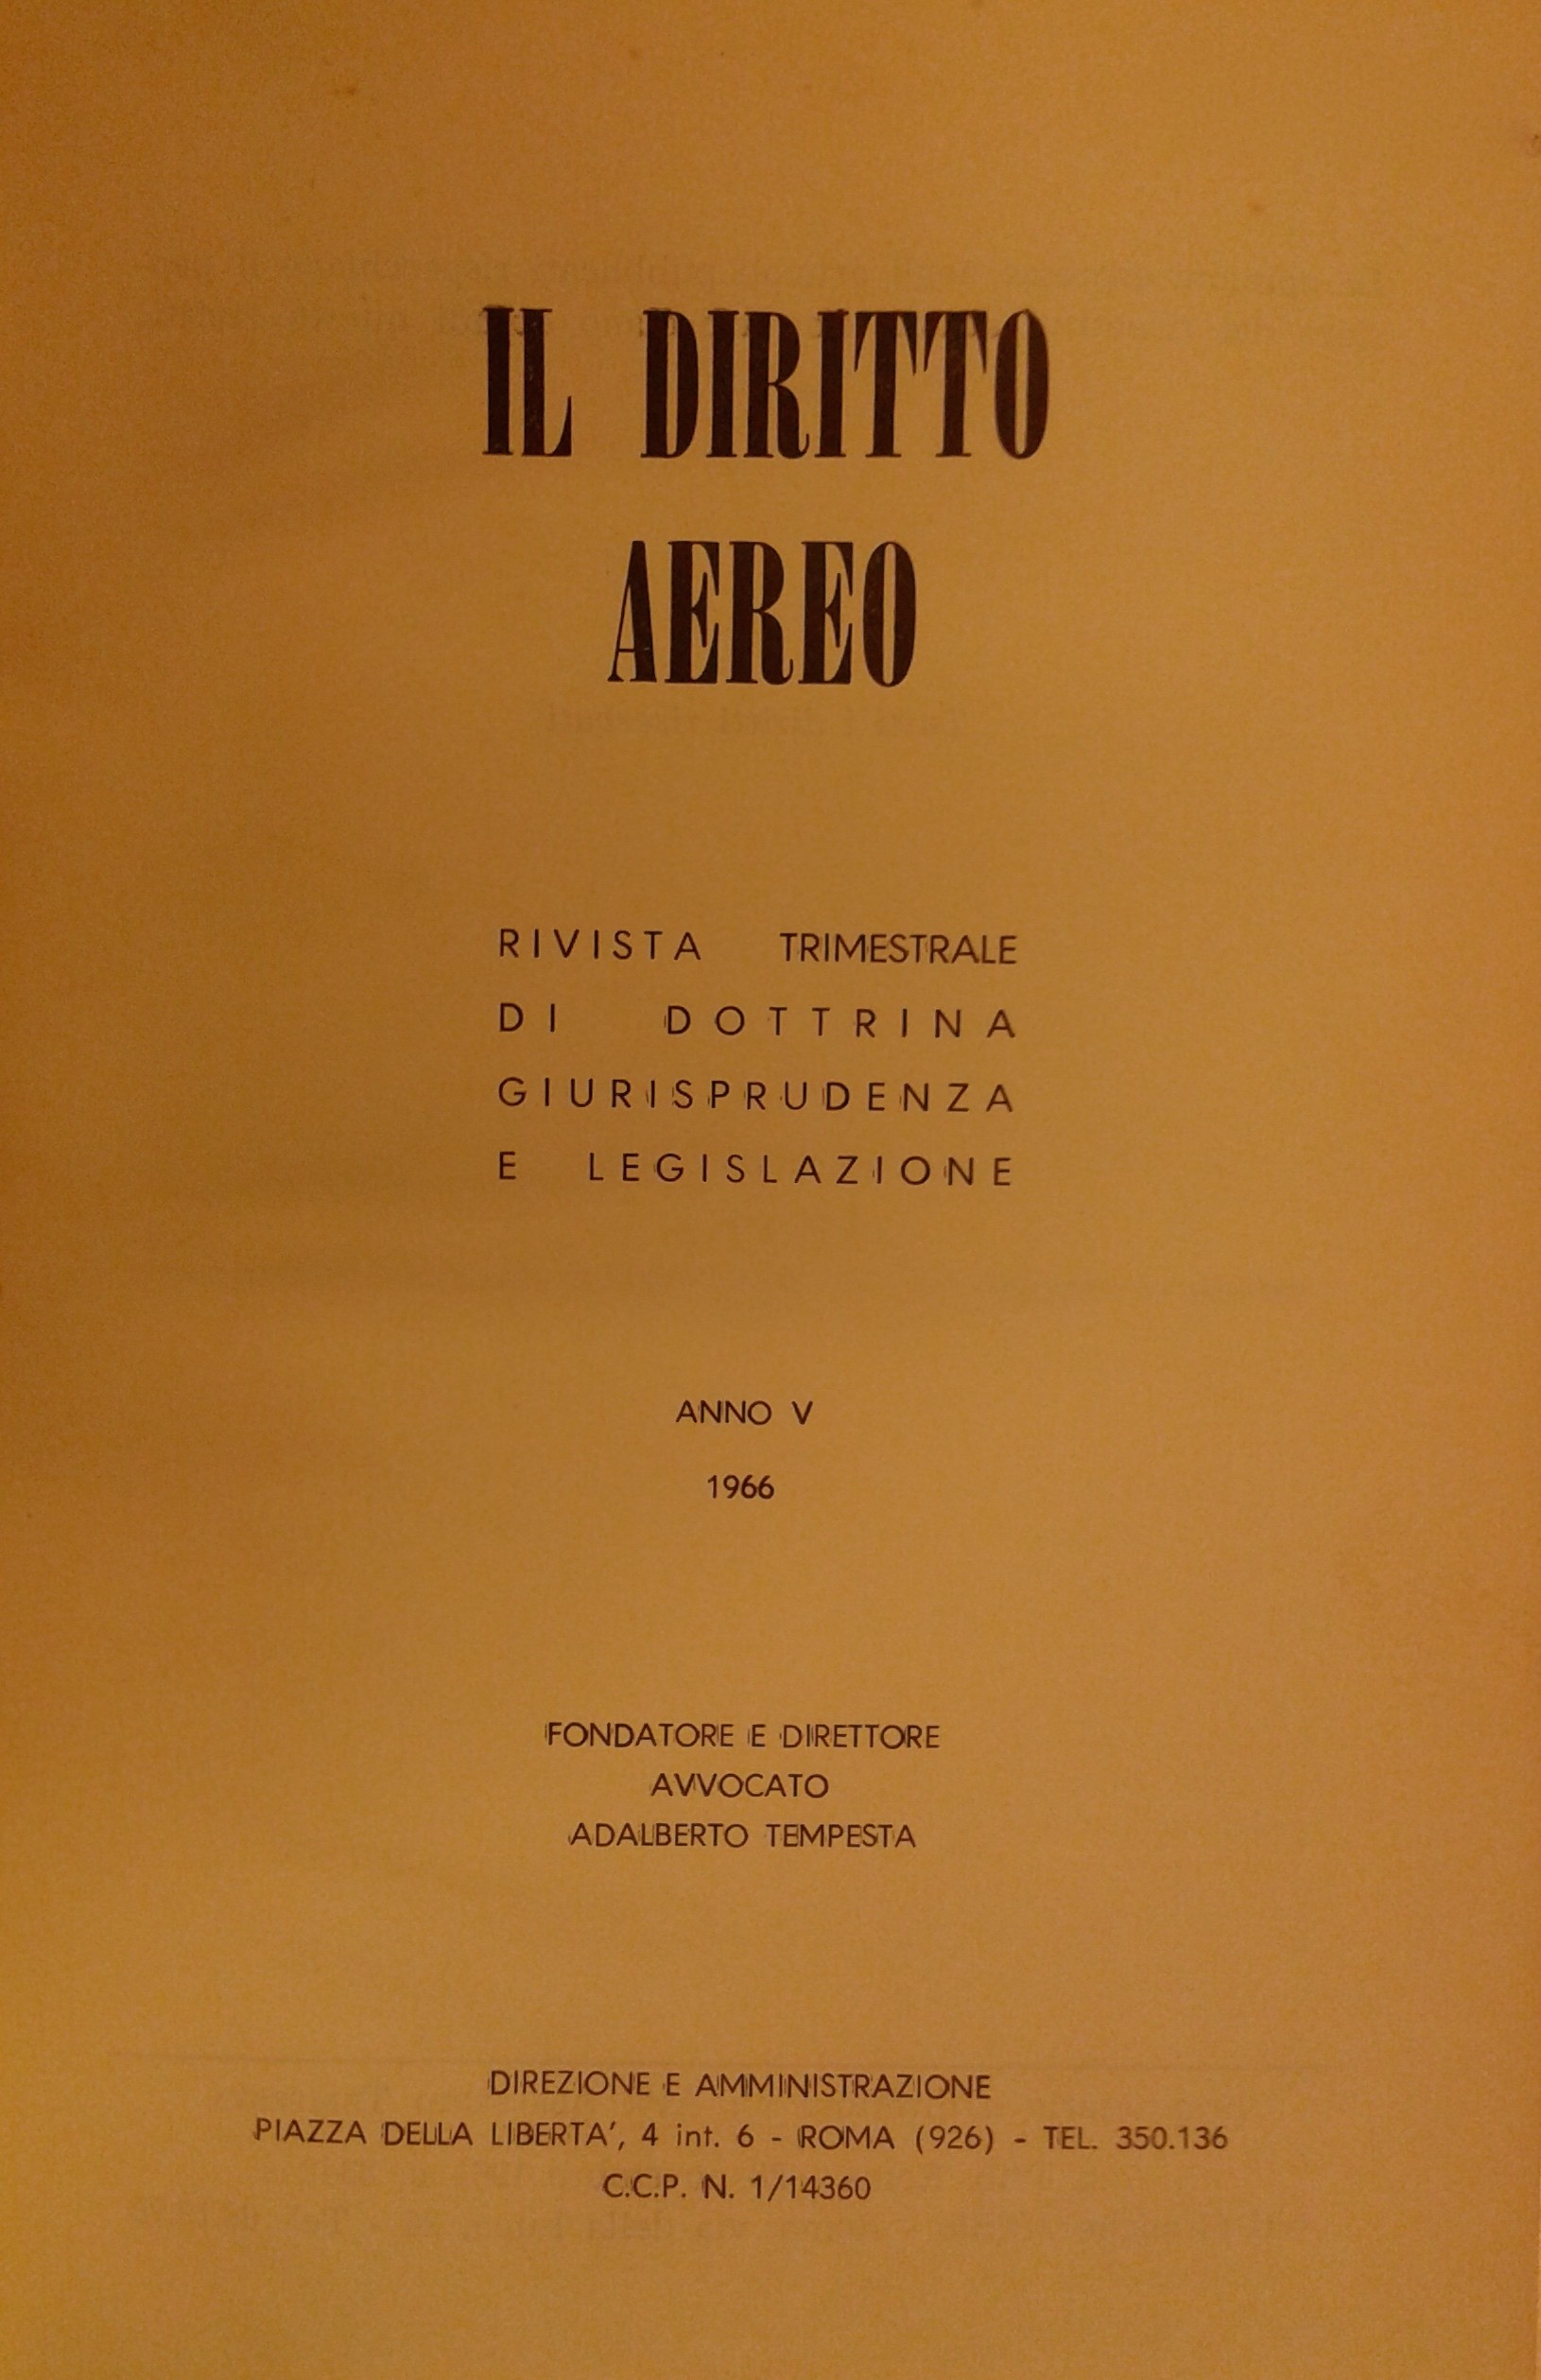 IL DIRITTO
AEREO
RIVISTA TRIMESTRALE
DI DOTTRINA
GIURISPRUDENZA
E LEGISLAZIONE
ANNO V
1966
FONDATORE E DIRETTORE
AVVOCATO
ADALBERTO TEMPESTA
DIREZIONE E AMMINISTRAZIONE
PIAZZA DELLA LIBERTA', 4 int. 6 - ROMA (926) - TEL. 350.136
C.C.P. N. 1/14360